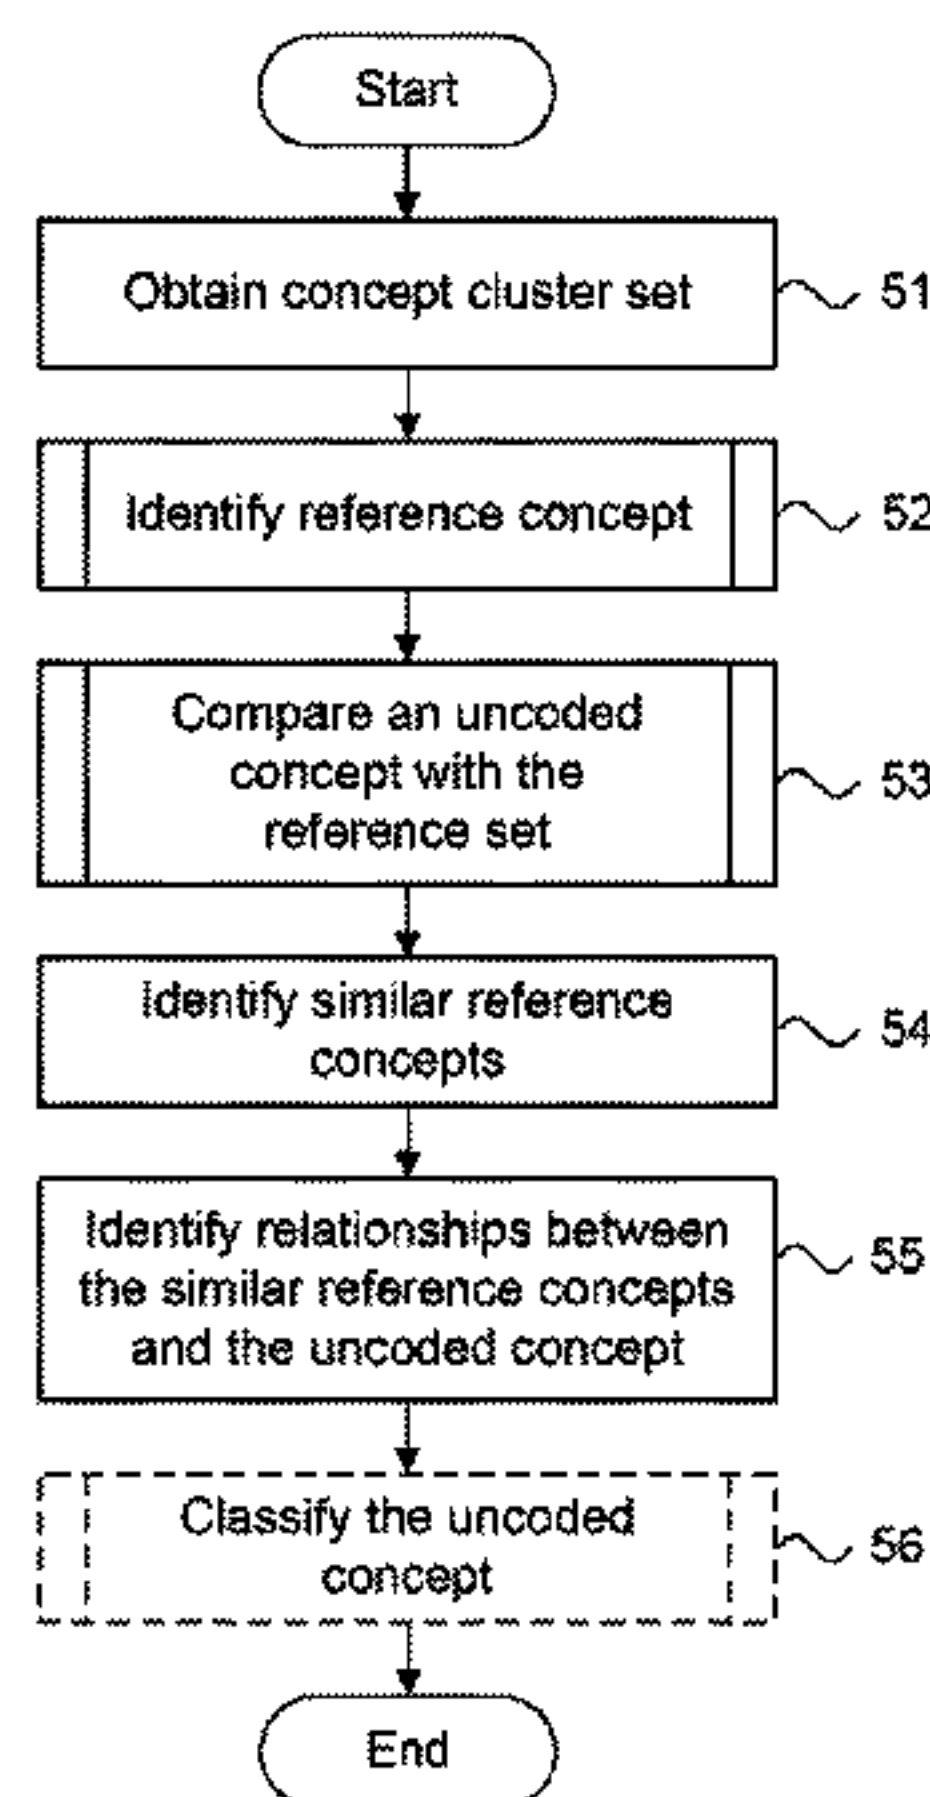 Start
Obtain concept cluster set
51
Identify reference concept
52
Compare an uncoded
concept with the
reference set
53
Identify similar reference
concepts
54
Identify relationships between
the similar reference concepts
and the uncoded concept
55
Classify the uncoded
concept
56
End